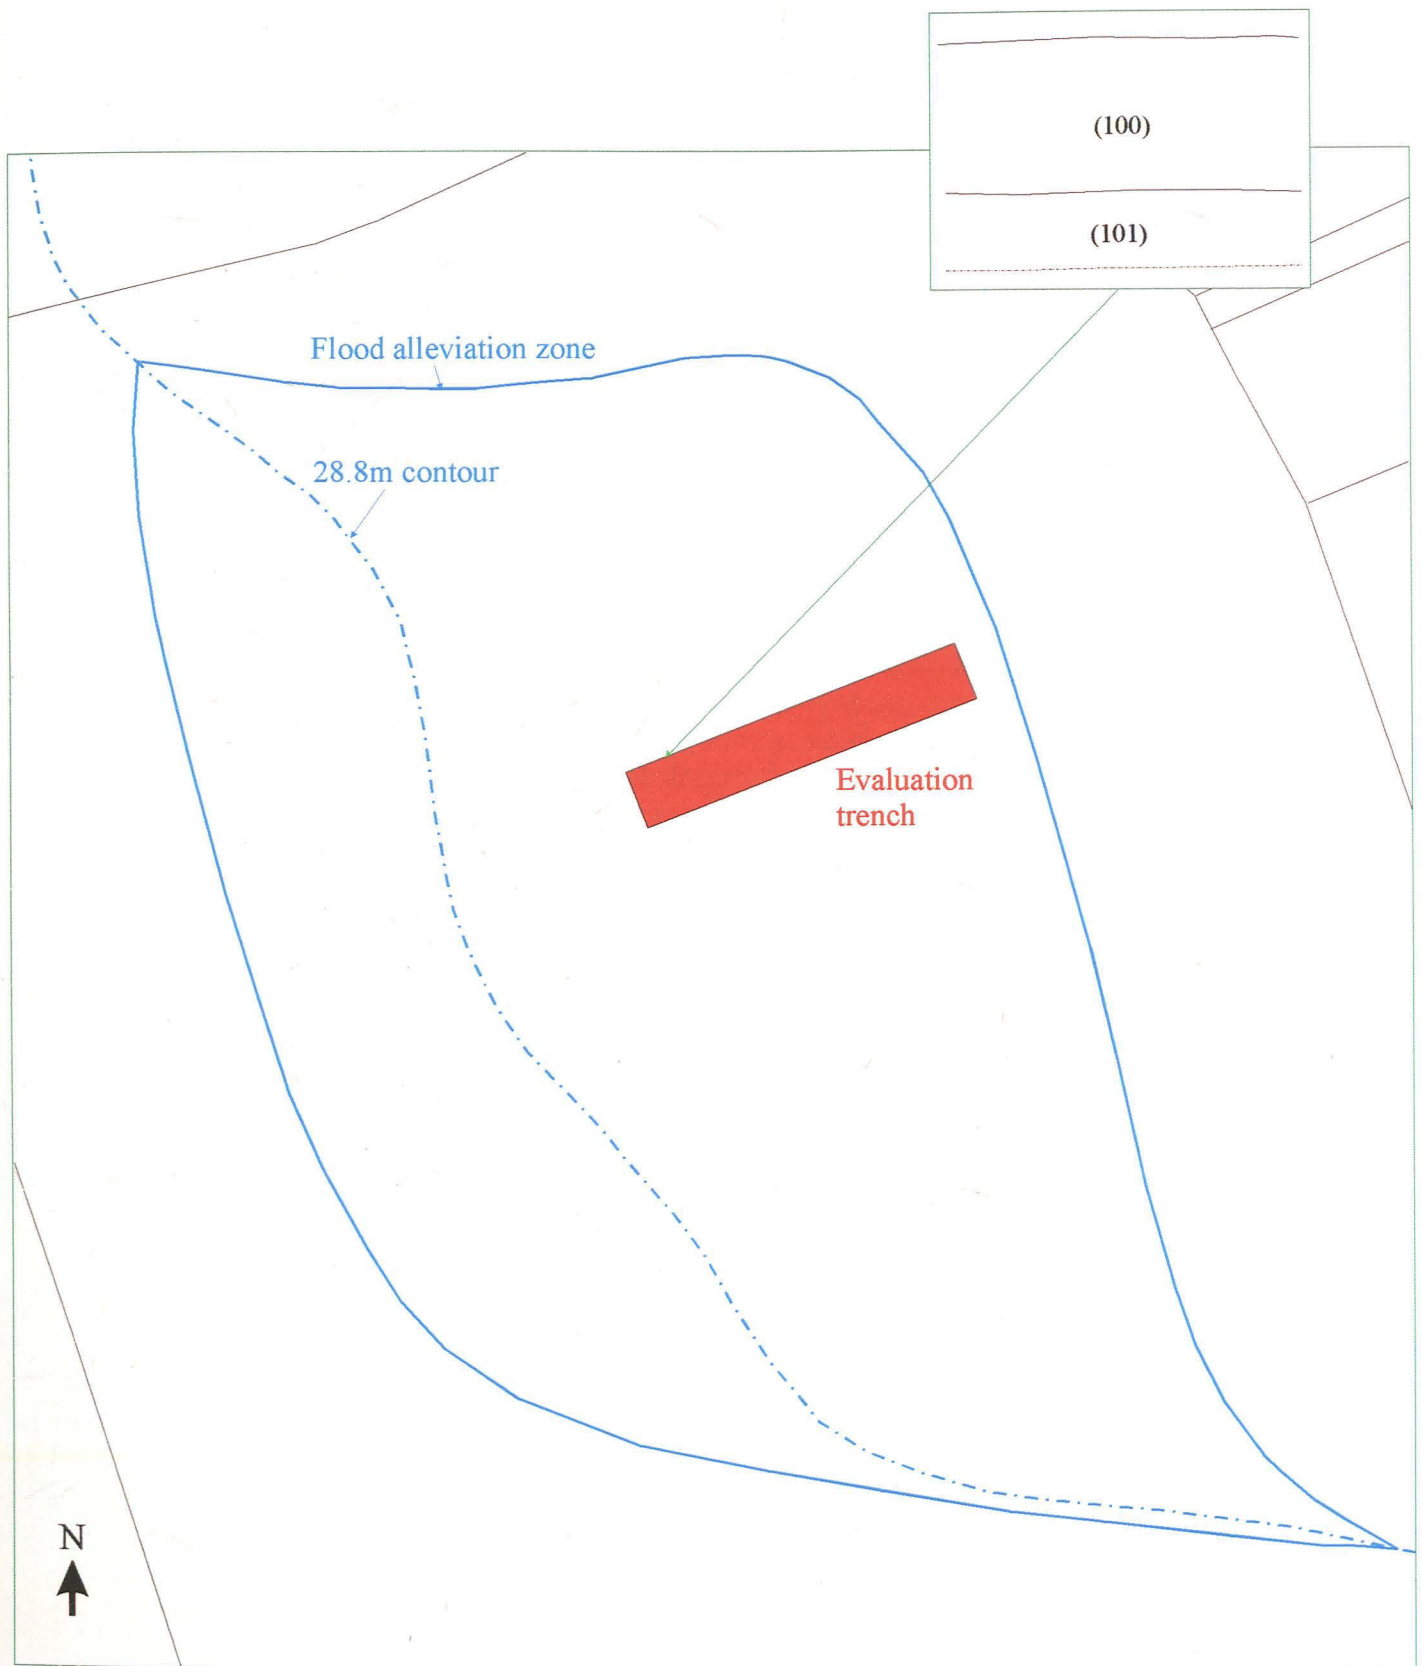 (100)
(101)
Flood alleviation zone
28.8m contour
Evaluation
trench
N